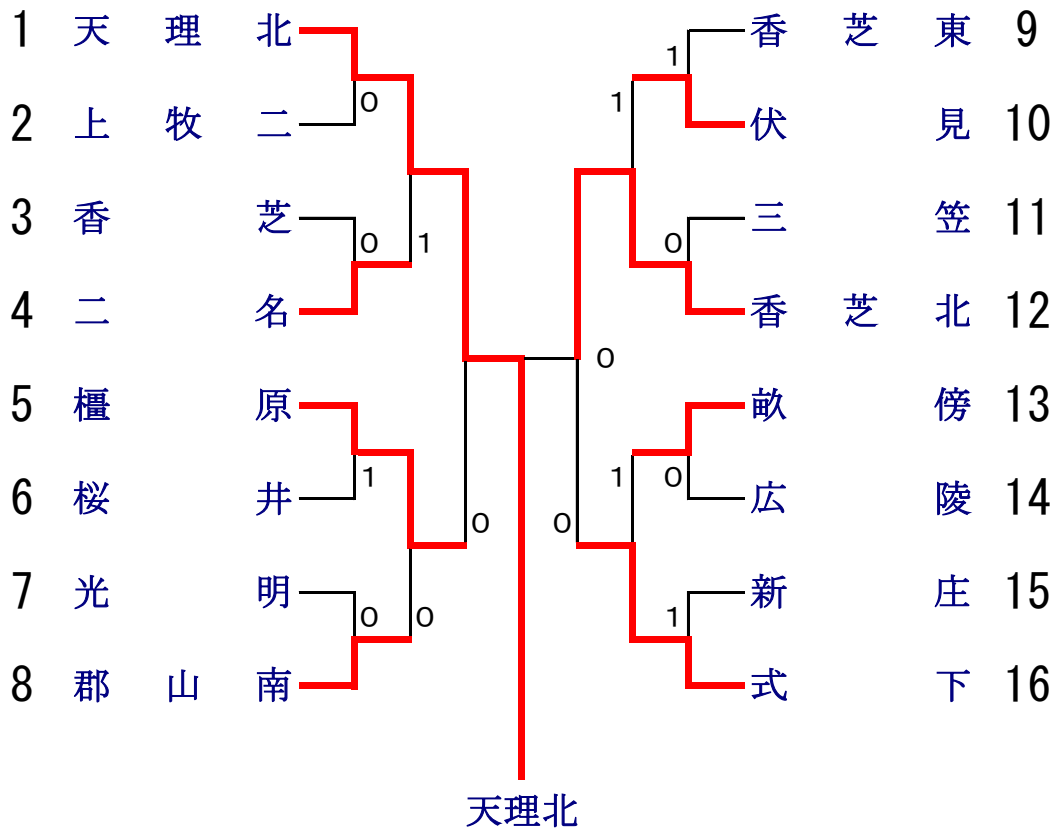 1 天理北
2 上牧二
3 香芝
4 二名
5 橿原
6 桜井
7 光明
8 郡山南
0
0
1
1
0
0
0
0
香芝東 9
伏見 10
三笠 11
香芝北 12
畝傍 13
広陵 14
新庄 15
式下 16
1
1
0
0
1
0
0
1
天理北